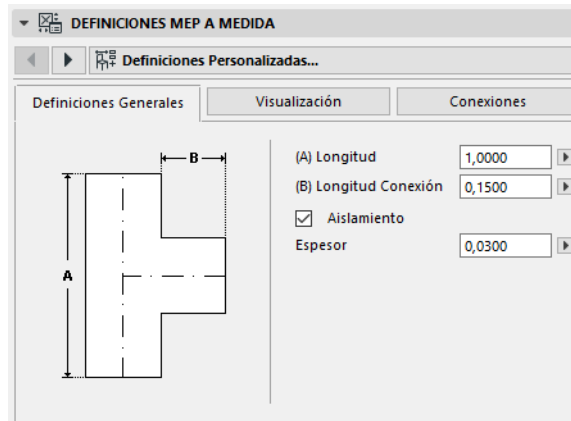 DEFINICIONES MEP A MEDIDA
Definiciones Personalizadas...
Definiciones Generales Visualización Conexiones
B
A
(A) Longitud 1,0000
(B) Longitud Conexión 0,1500
Aislamiento
Espesor 0,0300